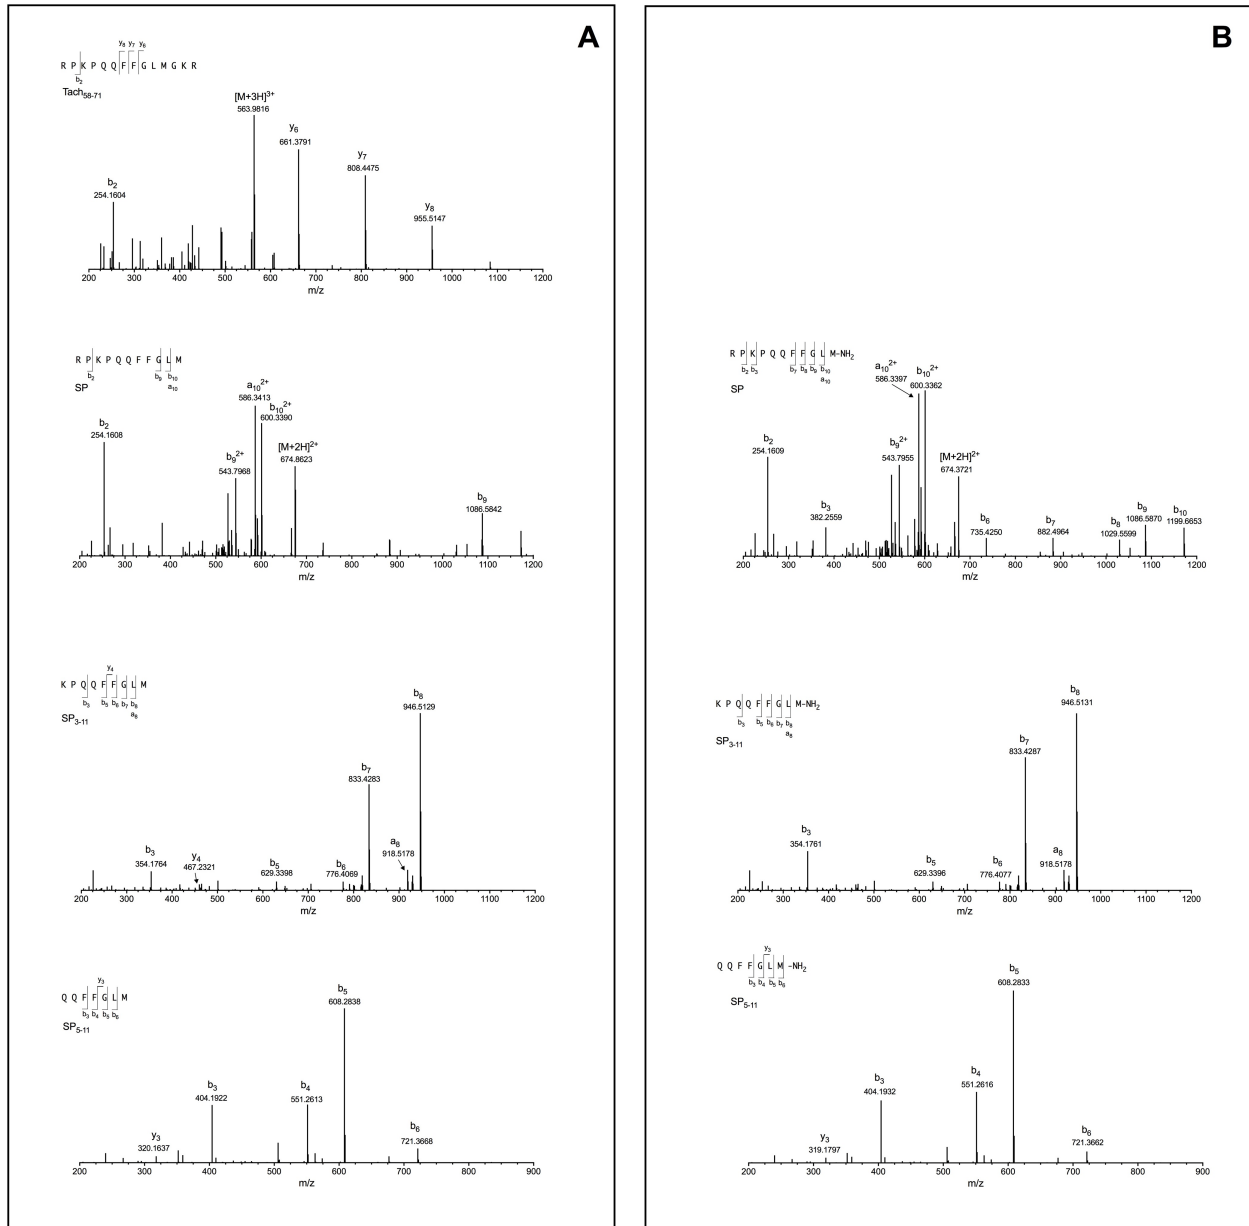 A
y8 y7 y6
R P K P Q Q F F G L M G K R
b2
Tach58-71
[M+3H]3+
563.9816
y6
661.3791
y7
808.4475
b2
254.1604
y8
955.5147
200 300 400 500 600 700 800 900 1000 1100 1200
m/z
R P K P Q Q F F G L M
b2 b9 b10
a10
SP
a10 2+
586.3413
b10 2+
600.3390
b2
254.1608
[M+2H]2+
674.8623
b9 2+
543.7968
b9
1086.5842
200 300 400 500 600 700 800 900 1000 1100 1200
m/z
y4
K P Q Q F F G L M
b3 b5 b6 b7 b8
a8
SP3-11
b8
946.5129
b7
833.4283
b3
354.1764
y4
467.2321
b5
629.3398
b6
776.4069
a8
918.5178
200 300 400 500 600 700 800 900 1000 1100 1200
m/z
y3
Q Q F F G L M
b3 b4 b5 b6
SP5-11
b5
608.2838
b3
404.1922
b4
551.2613
y3
320.1637
b6
721.3668
200 300 400 500 600 700 800 900
m/z
B
R P K P Q Q F F G L M-NH2
b2 b3 b7 b8 b9 b10
a10
SP
a10 2+
586.3397
b10 2+
600.3362
b2
254.1609
b9 2+
543.7955
[M+2H]2+
674.3721
b3
382.2559
b6
735.4250
b7
882.4964
b8
1029.5599
b9
1086.5870
b10
1199.6653
200 300 400 500 600 700 800 900 1000 1100 1200
m/z
K P Q Q F F G L M-NH2
b3 b5 b6 b7 b8
a8
SP3-11
b8
946.5131
b7
833.4287
b3
354.1761
b5
629.3396
b6
776.4077
a8
918.5178
200 300 400 500 600 700 800 900 1000 1100 1200
m/z
y3
Q Q F F G L M -NH2
b3 b4 b5 b6
SP5-11
b5
608.2833
b3
404.1932
b4
551.2616
y3
319.1797
b6
721.3662
200 300 400 500 600 700 800 900
m/z